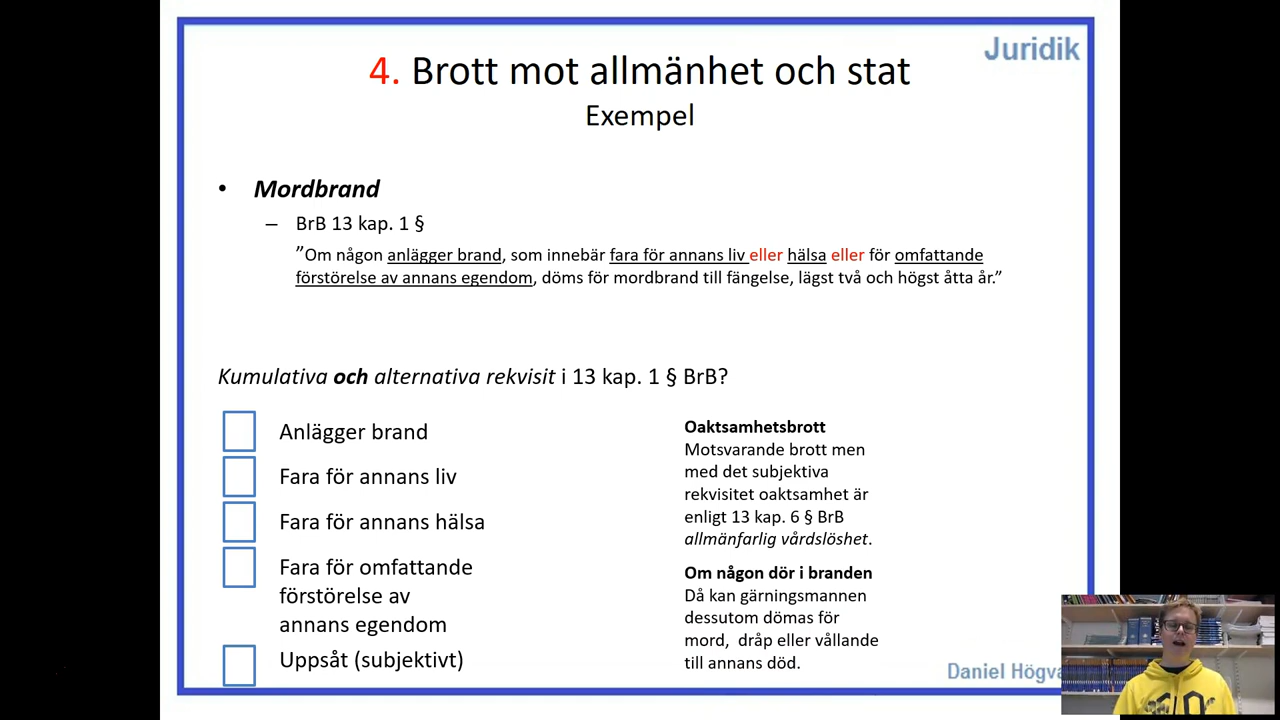 Juridik
4. Brott mot allmänhet och stat
Exempel
• Mordbrand
– BrB 13 kap. 1 §
”Om någon anlägger brand, som innebär fara för annans liv eller hälsa eller för omfattande
förstörelse av annans egendom, döms för mordbrand till fängelse, lägst två och högst åtta år.”
Kumulativa och alternativa rekvisit i 13 kap. 1 § BrB?
Anlägger brand
Fara för annans liv
Fara för annans hälsa
Fara för omfattande
förstörelse av
annans egendom
Uppsåt (subjektivt)
Oaktsamhetsbrott
Motsvarande brott men
med det subjektiva
rekvisitet oaktsamhet är
enligt 13 kap. 6 § BrB
allmänfarlig vårdslöshet.
Om någon dör i branden
Då kan gärningsmannen
dessutom dömas för
mord, dråp eller vållande
till annans död.
Daniel